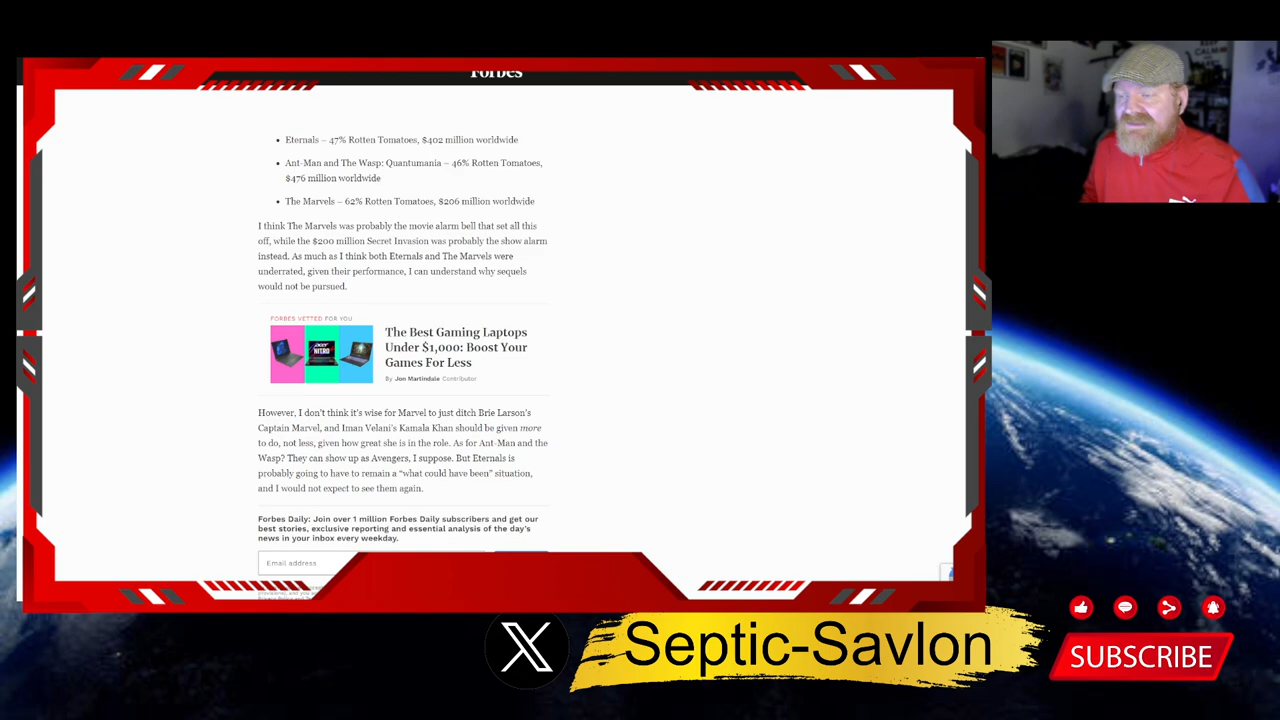 Forbes
KEEP
CALM
• Eternals – 47% Rotten Tomatoes, $402 million worldwide
• Ant-Man and The Wasp: Quantumania – 46% Rotten Tomatoes,
$476 million worldwide
• The Marvels – 62% Rotten Tomatoes, $206 million worldwide
I think The Marvels was probably the movie alarm bell that set all this
off, while the $200 million Secret Invasion was probably the show alarm
instead. As much as I think both Eternals and The Marvels were
underrated, given their performance, I can understand why sequels
would not be pursued.
FORBES VETTED FOR YOU
The Best Gaming Laptops
Under $1,000: Boost Your
Games For Less
By Jon Martindale Contributor
acer
NITRO
However, I don't think it's wise for Marvel to just ditch Brie Larson's
Captain Marvel, and Iman Velani's Kamala Khan should be given more
to do, not less, given how great she is in the role. As for Ant-Man and the
Wasp? They can show up as Avengers, I suppose. But Eternals is
probably going to have to remain a “what could have been” situation,
and I would not expect to see them again.
Forbes Daily: Join over 1 million Forbes Daily subscribers and get our
best stories, exclusive reporting and essential analysis of the day's
news in your inbox every weekday.
Email address
X Septic-Savlon
SUBSCRIBE